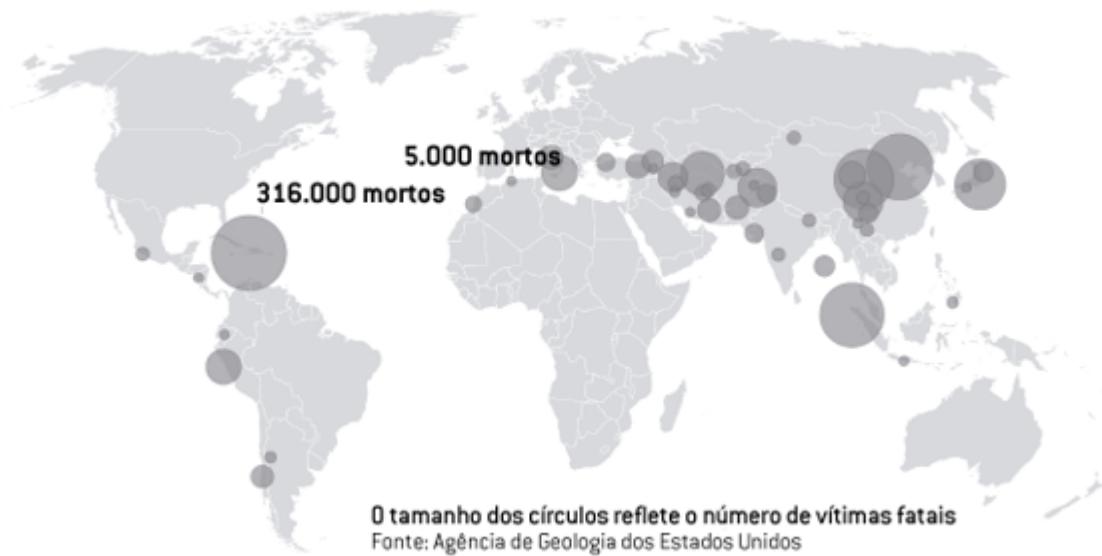 5.000 mortos
316.000 mortos
O tamanho dos círculos reflete o número de vítimas fatais
Fonte: Agência de Geologia dos Estados Unidos